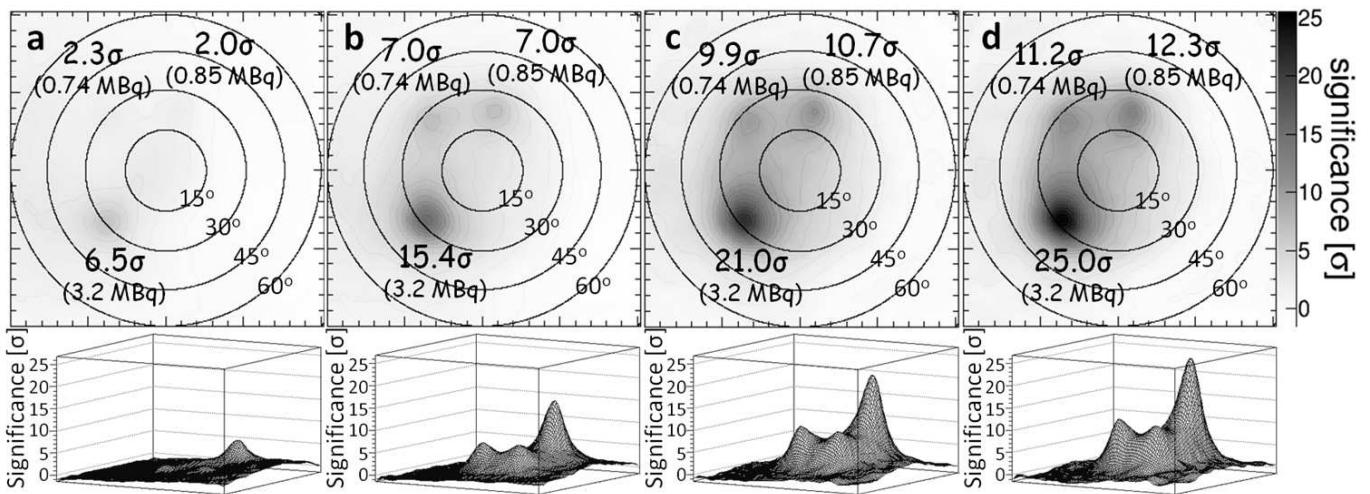 a
2.3σ
(0.74 MBq)
2.0σ
(0.85 MBq)
15°
30°
45°
60°
6.5σ
(3.2 MBq)
b
7.0σ
(0.74 MBq)
7.0σ
(0.85 MBq)
15°
30°
45°
60°
15.4σ
(3.2 MBq)
c
9.9σ
(0.74 MBq)
10.7σ
(0.85 MBq)
15°
30°
45°
60°
21.0σ
(3.2 MBq)
d
11.2σ
(0.74 MBq)
12.3σ
(0.85 MBq)
15°
30°
45°
60°
25.0σ
(3.2 MBq)
25
20
15
10
5
0
significance [σ]
Significance [σ]
25
20
15
10
5
0
Significance [σ]
25
20
15
10
5
0
Significance [σ]
25
20
15
10
5
0
Significance [σ]
25
20
15
10
5
0